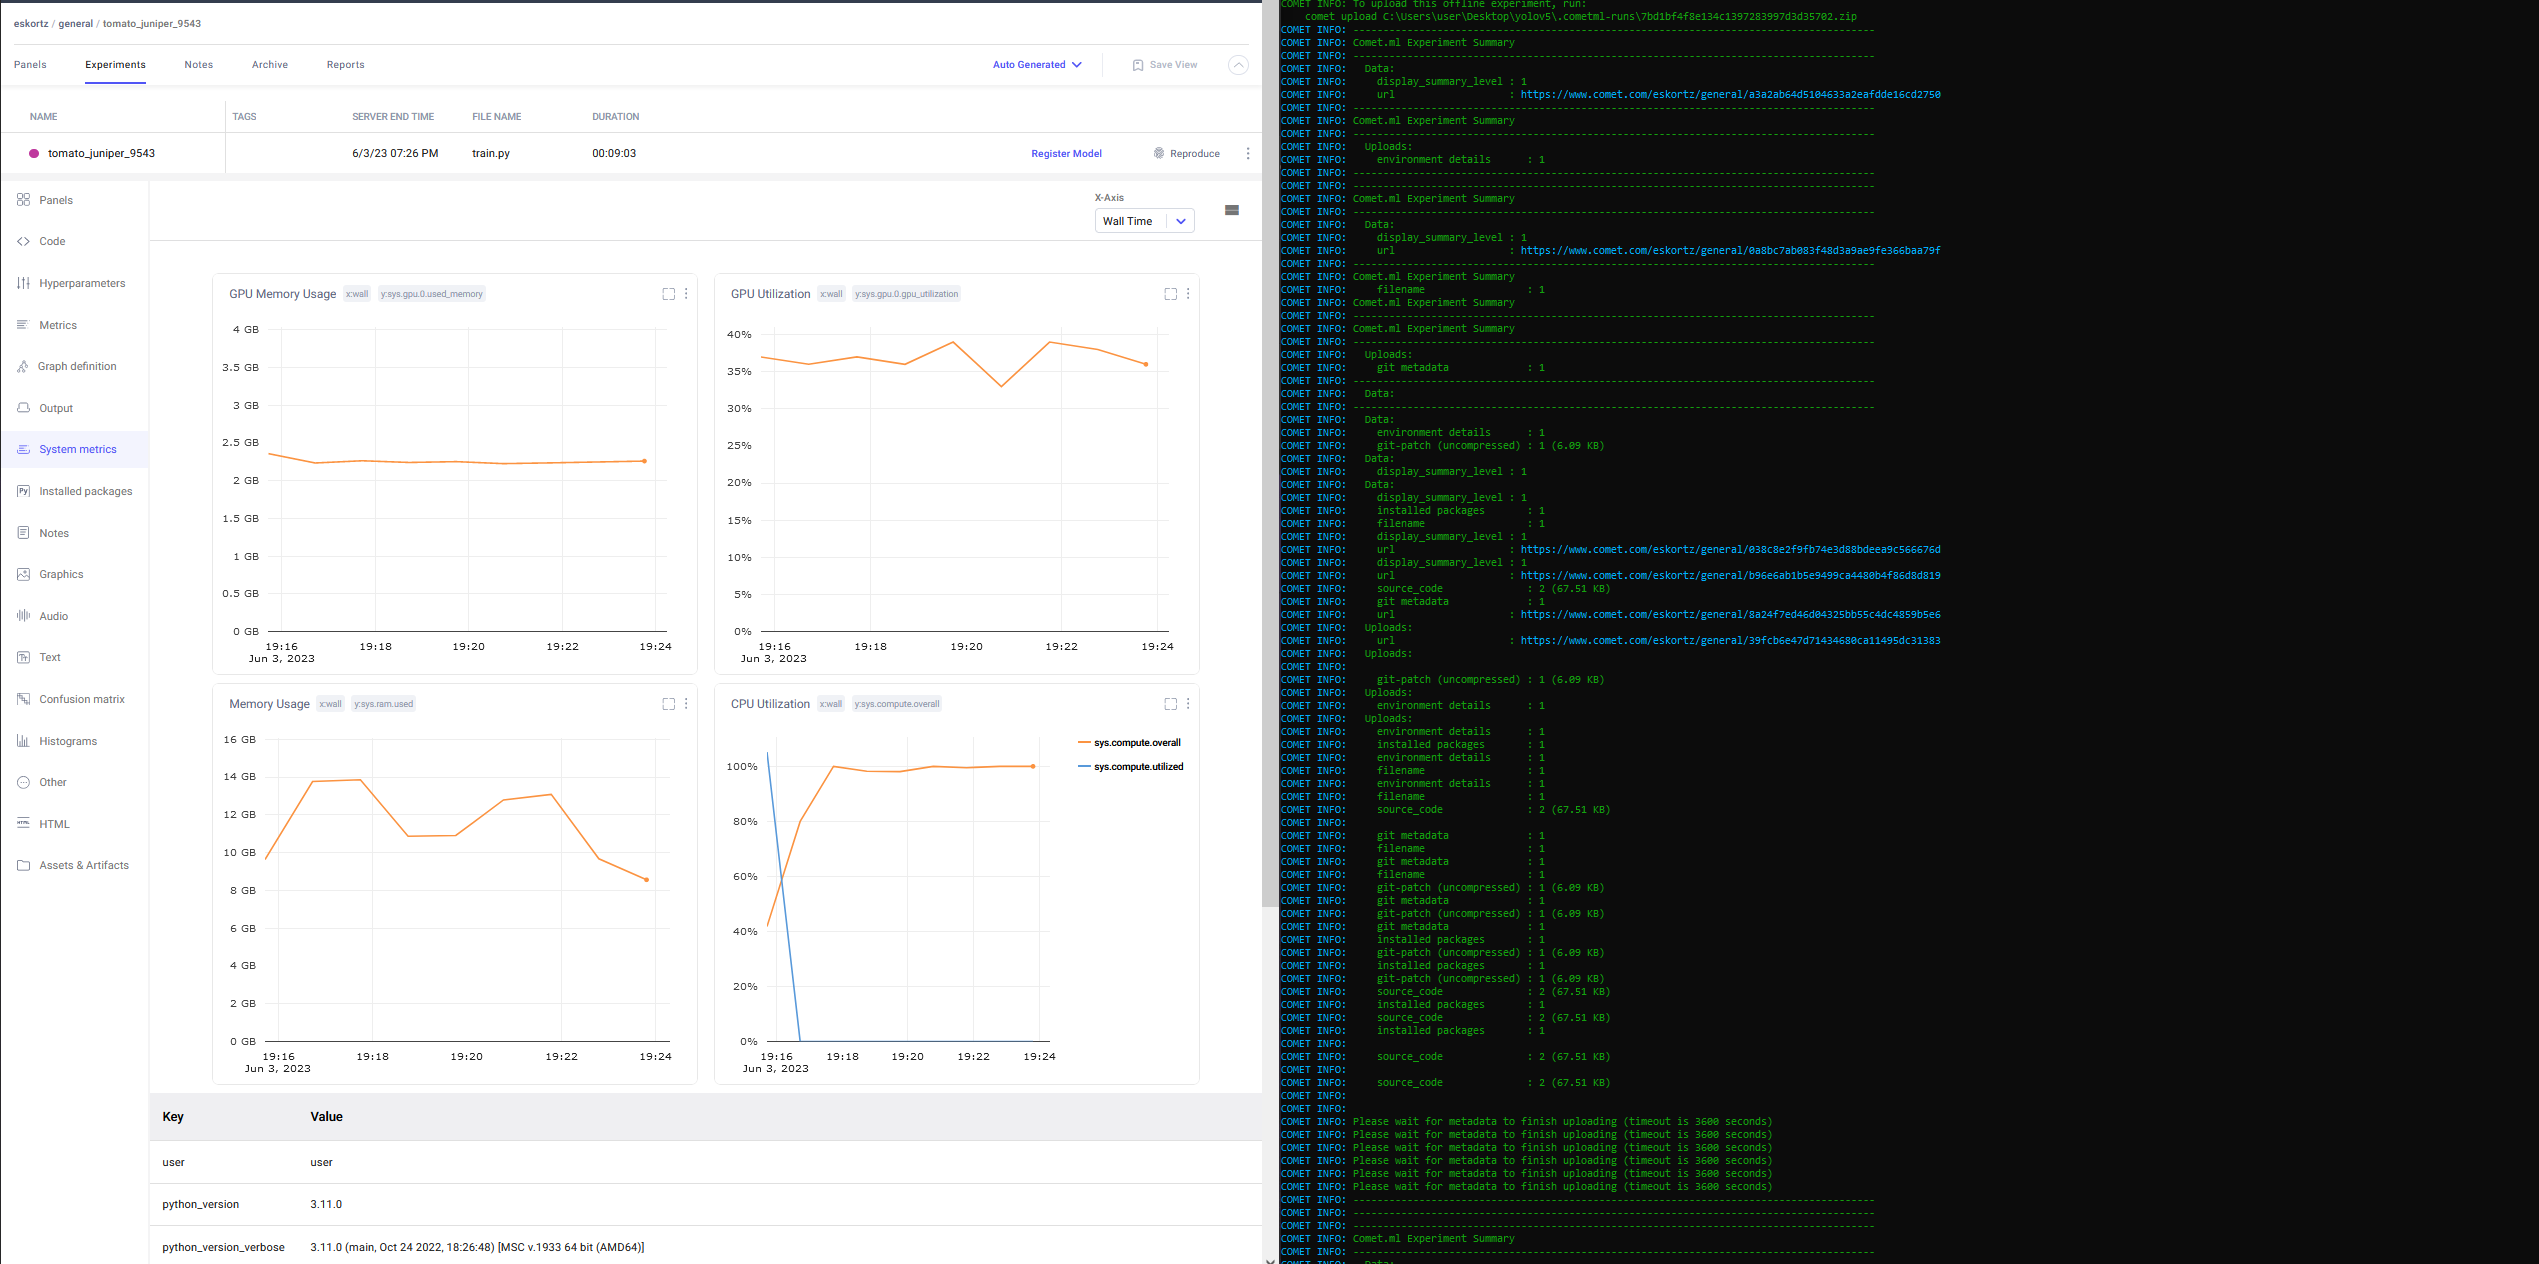 eskortz / general / tomato_juniper_9543
Panels Experiments Notes Archive Reports Auto Generated Save View
NAME TAGS SERVER END TIME FILE NAME DURATION
tomato_juniper_9543 6/3/23 07:26 PM train.py 00:09:03 Register Model Reproduce
Panels
Code
Hyperparameters
Metrics
Graph definition
Output
System metrics
Installed packages
Notes
Graphics
Audio
Text
Confusion matrix
Histograms
Other
HTML
Assets & Artifacts
X-Axis
Wall Time
GPU Memory Usage x:wall y:sys.gpu.0.used_memory
4 GB
3.5 GB
3 GB
2.5 GB
2 GB
1.5 GB
1 GB
0.5 GB
0 GB
19:16 19:18 19:20 19:22 19:24
Jun 3, 2023
GPU Utilization x:wall y:sys.gpu.0.gpu_utilization
40%
35%
30%
25%
20%
15%
10%
5%
0%
19:16 19:18 19:20 19:22 19:24
Jun 3, 2023
Memory Usage x:wall y:sys.ram.used
16 GB
14 GB
12 GB
10 GB
8 GB
6 GB
4 GB
2 GB
0 GB
19:16 19:18 19:20 19:22 19:24
Jun 3, 2023
CPU Utilization x:wall y:sys.compute.overall
sys.compute.overall
sys.compute.utilized
100%
80%
60%
40%
20%
0%
19:16 19:18 19:20 19:22 19:24
Jun 3, 2023
Key Value
user user
python_version 3.11.0
python_version_verbose 3.11.0 (main, Oct 24 2022, 18:26:48) [MSC v.1933 64 bit (AMD64)]
COMET INFO: To upload this offline experiment, run:
comet upload C:\Users\user\Desktop\yolov5\.cometml-runs\7bd1bf4f8e134c1397283997d3d35702.zip
COMET INFO: ---------------------------------------------------------------------------------------
COMET INFO: Comet.ml Experiment Summary
COMET INFO: ---------------------------------------------------------------------------------------
COMET INFO: Data:
COMET INFO: display_summary_level : 1
COMET INFO: url : https://www.comet.com/eskortz/general/a3a2ab64d5104633a2eafdde16cd2750
COMET INFO: ---------------------------------------------------------------------------------------
COMET INFO: Comet.ml Experiment Summary
COMET INFO: ---------------------------------------------------------------------------------------
COMET INFO: Uploads:
COMET INFO: environment details : 1
COMET INFO: ---------------------------------------------------------------------------------------
COMET INFO: ---------------------------------------------------------------------------------------
COMET INFO: Comet.ml Experiment Summary
COMET INFO: ---------------------------------------------------------------------------------------
COMET INFO: Data:
COMET INFO: display_summary_level : 1
COMET INFO: url : https://www.comet.com/eskortz/general/0a8bc7ab083f48d3a9ae9fe366baa79f
COMET INFO: ---------------------------------------------------------------------------------------
COMET INFO: Comet.ml Experiment Summary
COMET INFO: filename : 1
COMET INFO: Comet.ml Experiment Summary
COMET INFO: ---------------------------------------------------------------------------------------
COMET INFO: Comet.ml Experiment Summary
COMET INFO: ---------------------------------------------------------------------------------------
COMET INFO: Uploads:
COMET INFO: git metadata : 1
COMET INFO: ---------------------------------------------------------------------------------------
COMET INFO: Data:
COMET INFO: ---------------------------------------------------------------------------------------
COMET INFO: Data:
COMET INFO: environment details : 1
COMET INFO: git-patch (uncompressed) : 1 (6.09 KB)
COMET INFO: Data:
COMET INFO: display_summary_level : 1
COMET INFO: Data:
COMET INFO: display_summary_level : 1
COMET INFO: installed packages : 1
COMET INFO: filename : 1
COMET INFO: display_summary_level : 1
COMET INFO: url : https://www.comet.com/eskortz/general/038c8e2f9fb74e3d88bdeea9c566676d
COMET INFO: display_summary_level : 1
COMET INFO: url : https://www.comet.com/eskortz/general/b96e6ab1b5e9499ca4480b4f86d8d819
COMET INFO: source_code : 2 (67.51 KB)
COMET INFO: git metadata : 1
COMET INFO: url : https://www.comet.com/eskortz/general/8a24f7ed46d04325bb55c4dc4859b5e6
COMET INFO: Uploads:
COMET INFO: url : https://www.comet.com/eskortz/general/39fcb6e47d71434680ca11495dc31383
COMET INFO: Uploads:
COMET INFO:
COMET INFO: git-patch (uncompressed) : 1 (6.09 KB)
COMET INFO: Uploads:
COMET INFO: environment details : 1
COMET INFO: Uploads:
COMET INFO: environment details : 1
COMET INFO: installed packages : 1
COMET INFO: environment details : 1
COMET INFO: filename : 1
COMET INFO: environment details : 1
COMET INFO: filename : 1
COMET INFO: source_code : 2 (67.51 KB)
COMET INFO:
COMET INFO: git metadata : 1
COMET INFO: filename : 1
COMET INFO: git metadata : 1
COMET INFO: filename : 1
COMET INFO: git-patch (uncompressed) : 1 (6.09 KB)
COMET INFO: git metadata : 1
COMET INFO: git-patch (uncompressed) : 1 (6.09 KB)
COMET INFO: git metadata : 1
COMET INFO: installed packages : 1
COMET INFO: git-patch (uncompressed) : 1 (6.09 KB)
COMET INFO: installed packages : 1
COMET INFO: git-patch (uncompressed) : 1 (6.09 KB)
COMET INFO: source_code : 2 (67.51 KB)
COMET INFO: installed packages : 1
COMET INFO: source_code : 2 (67.51 KB)
COMET INFO: installed packages : 1
COMET INFO:
COMET INFO: source_code : 2 (67.51 KB)
COMET INFO:
COMET INFO: source_code : 2 (67.51 KB)
COMET INFO:
COMET INFO:
COMET INFO: Please wait for metadata to finish uploading (timeout is 3600 seconds)
COMET INFO: Please wait for metadata to finish uploading (timeout is 3600 seconds)
COMET INFO: Please wait for metadata to finish uploading (timeout is 3600 seconds)
COMET INFO: Please wait for metadata to finish uploading (timeout is 3600 seconds)
COMET INFO: Please wait for metadata to finish uploading (timeout is 3600 seconds)
COMET INFO: Please wait for metadata to finish uploading (timeout is 3600 seconds)
COMET INFO: ---------------------------------------------------------------------------------------
COMET INFO: ---------------------------------------------------------------------------------------
COMET INFO: ---------------------------------------------------------------------------------------
COMET INFO: Comet.ml Experiment Summary
COMET INFO: ---------------------------------------------------------------------------------------
COMET INFO: Data: